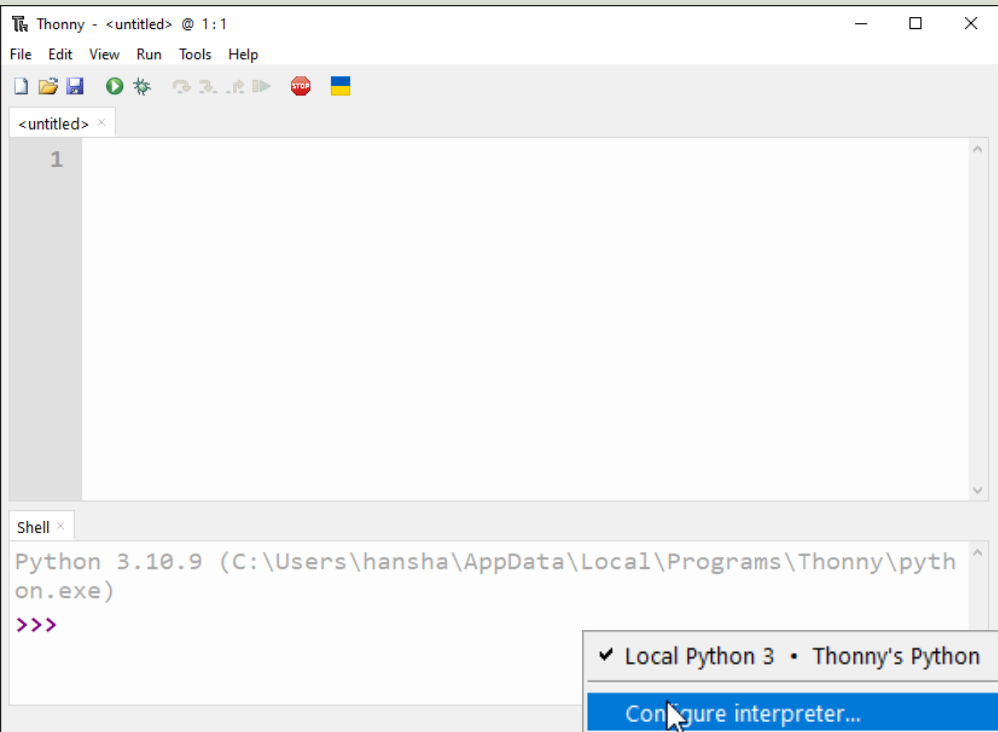 Thonny - <untitled> @ 1:1
File Edit View Run Tools Help
STOP
<untitled> ×
1
Shell ×
Python 3.10.9 (C:\Users\hansha\AppData\Local\Programs\Thonny\pyth
on.exe)
>>>
✔ Local Python 3 • Thonny's Python
Configure interpreter...